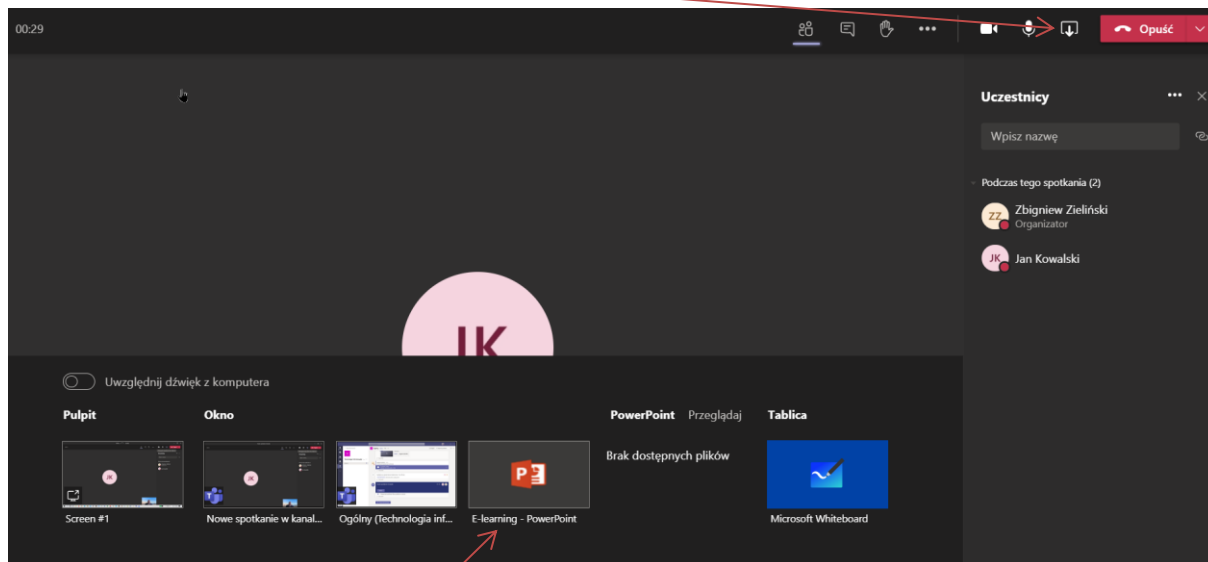 00:29
Opuść
Uczestnicy
Wpisz nazwę
Podczas tego spotkania (2)
ZZ
Zbigniew Zieliński
Organizator
JK
Jan Kowalski
JK
Uwzględnij dźwięk z komputera
Pulpit
Okno
PowerPoint
Przeglądaj
Tablica
Brak dostępnych plików
Screen #1
Nowe spotkanie w kanal...
Ogólny (Technologia inf...
E-learning - PowerPoint
Microsoft Whiteboard